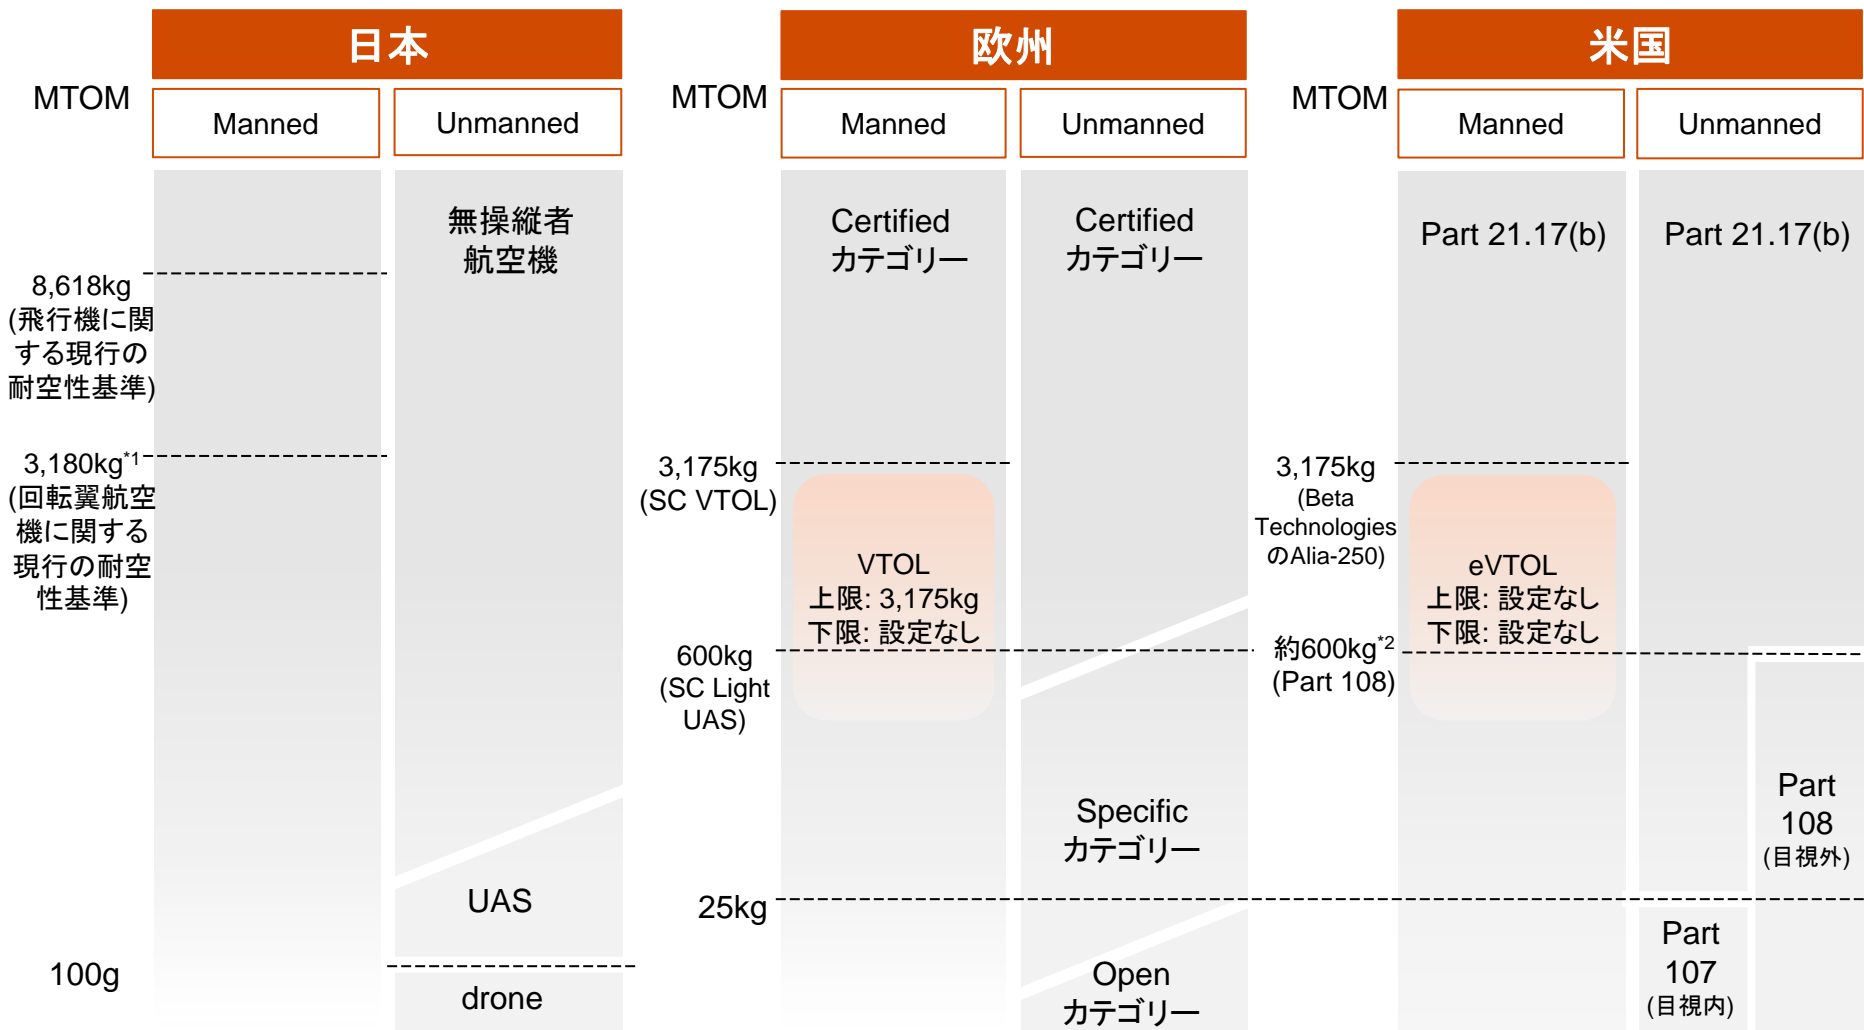 日本
MTOM
Manned
Unmanned
無操縦者
航空機
8,618kg
(飛行機に関
する現行の
耐空性基準)
3,180kg*1
(回転翼航空
機に関する
現行の耐空
性基準)
UAS
100g
drone
欧州
MTOM
Manned
Unmanned
Certified
カテゴリー
Certified
カテゴリー
3,175kg
(SC VTOL)
VTOL
上限: 3,175kg
下限: 設定なし
600kg
(SC Light
UAS)
Specific
カテゴリー
25kg
Open
カテゴリー
米国
MTOM
Manned
Unmanned
Part 21.17(b)
Part 21.17(b)
3,175kg
(Beta
Technologies
のAlia-250)
eVTOL
上限: 設定なし
下限: 設定なし
約600kg*2
(Part 108)
Part
108
(目視外)
Part
107
(目視内)